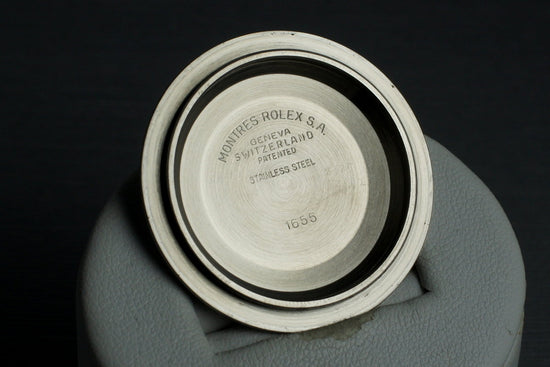 MONTRES ROLEX S.A.
GENEVA
SWITZERLAND
PATENTED
STAINLESS STEEL
1655